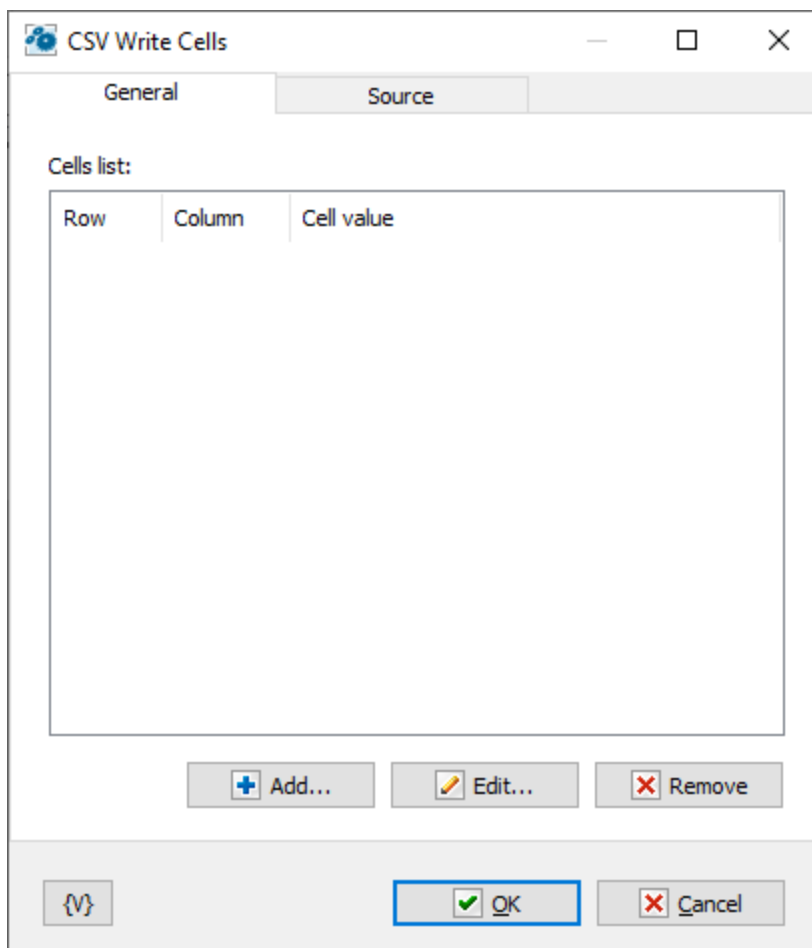 CSV Write Cells
General Source
Cells list:
Row Column Cell value
Add... Edit... Remove
{V} OK Cancel